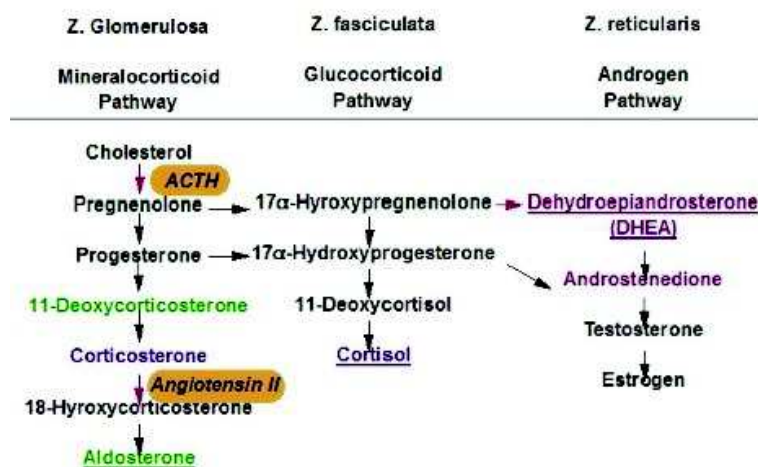 Z. Glomerulosa Z. fasciculata Z. reticularis
Mineralocorticoid Glucocorticoid Androgen
Pathway Pathway Pathway
Cholesterol
ACTH
Pregnenolone 17α-Hyroxypregnenolone Dehydroepiandrosterone
(DHEA)
Progesterone 17α-Hydroxyprogesterone
Androstenedione
11-Deoxycorticosterone 11-Deoxycortisol
Testosterone
Corticosterone Cortisol
Estrogen
Angiotensin II
18-Hyroxycorticosterone
Aldosterone